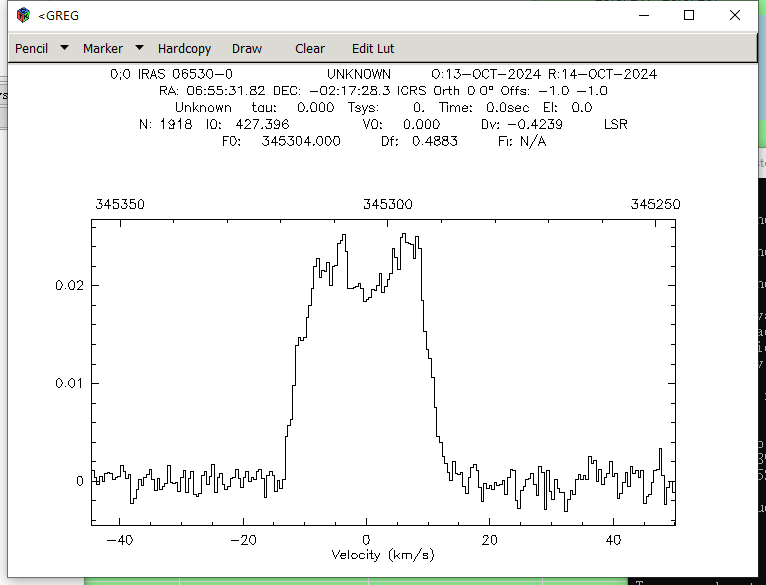 <GREG
Pencil Marker Hardcopy Draw Clear Edit Lut
0;0 IRAS 06530-0 UNKNOWN O:13-OCT-2024 R:14-OCT-2024
RA: 06:55:31.82 DEC: -02:17:28.3 ICRS Orth 0.0° Offs: -1.0 -1.0
Unknown tau: 0.000 Tsys: 0. Time: 0.0sec El: 0.0
N: 1918 I0: 427.396 V0: 0.000 Dv: -0.4239 LSR
F0: 345304.000 Df: 0.4883 Fi: N/A
345350 345300 345250
0.02
0.01
0
-40 -20 0 20 40
Velocity (km/s)